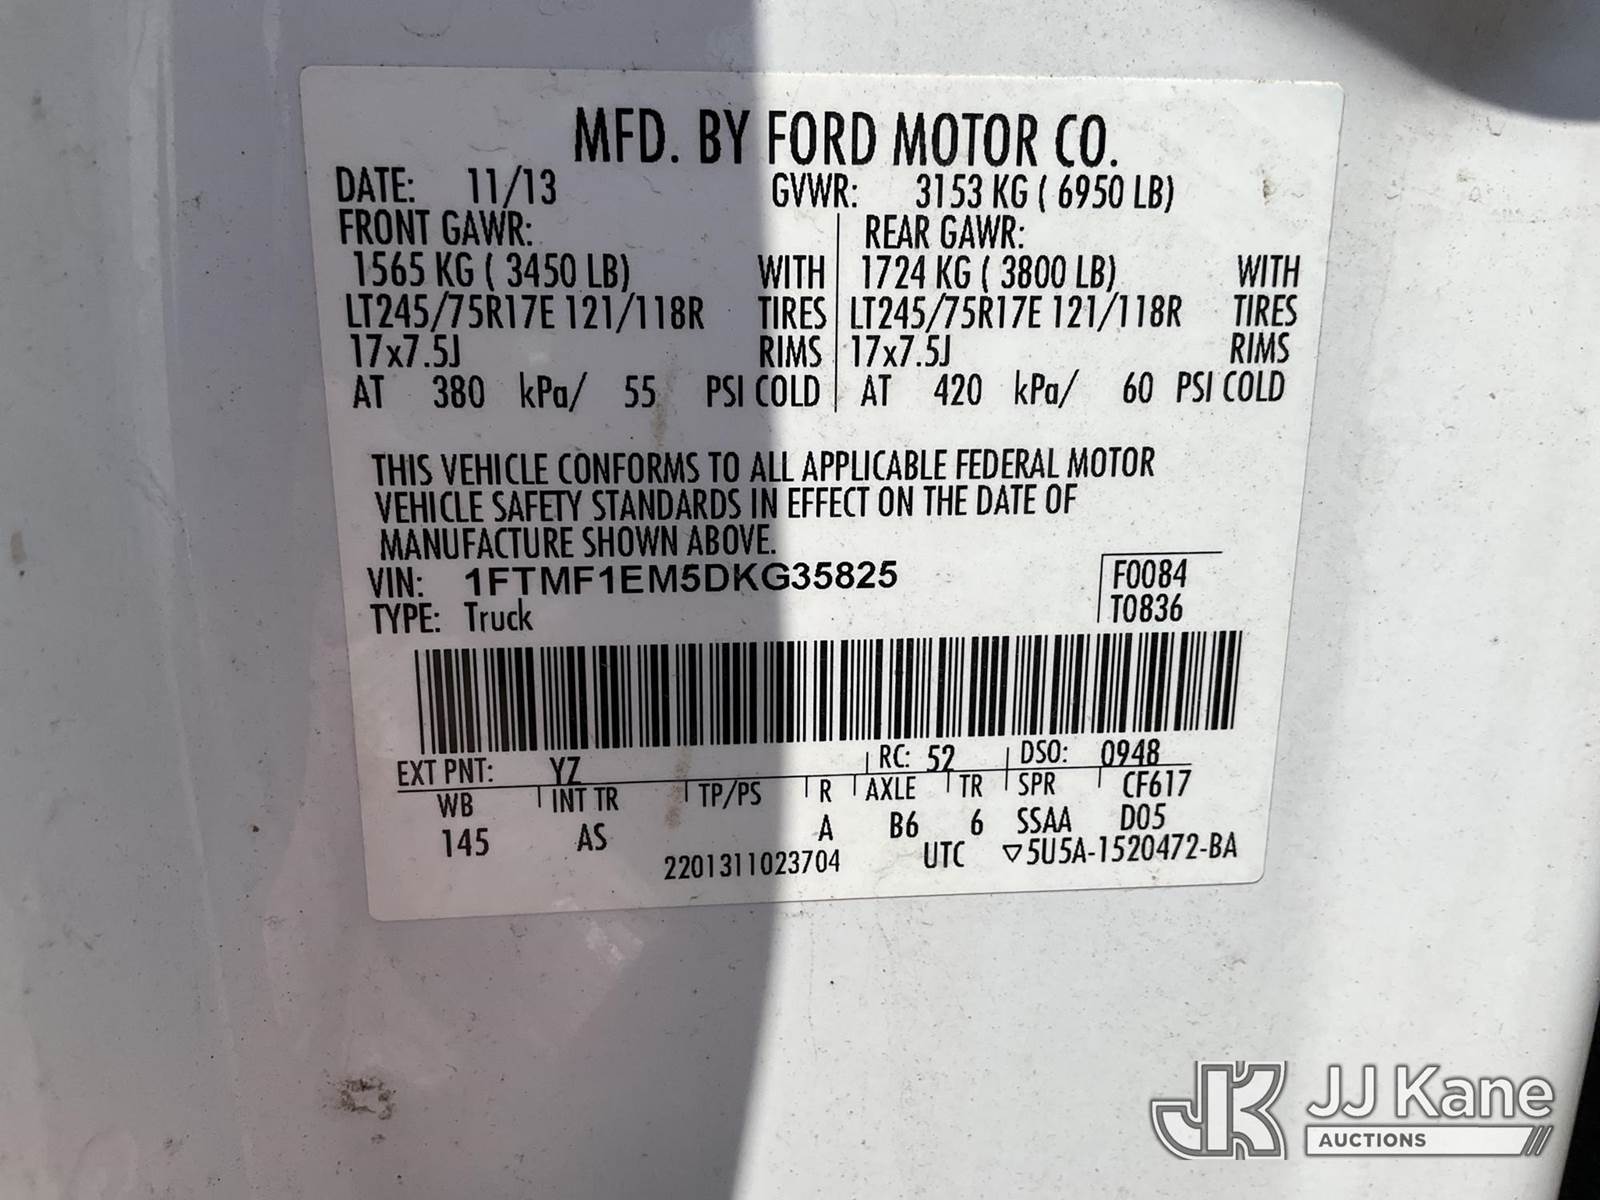 MFD. BY FORD MOTOR CO.
DATE: 11/13 GVWR: 3153 KG ( 6950 LB)
FRONT GAWR: REAR GAWR:
1565 KG ( 3450 LB) WITH 1724 KG ( 3800 LB) WITH
LT245/75R17E 121/118R TIRES LT245/75R17E 121/118R TIRES
17x7.5J RIMS 17x7.5J RIMS
AT 380 kPa/ 55 PSI COLD AT 420 kPa/ 60 PSI COLD
THIS VEHICLE CONFORMS TO ALL APPLICABLE FEDERAL MOTOR
VEHICLE SAFETY STANDARDS IN EFFECT ON THE DATE OF
MANUFACTURE SHOWN ABOVE.
VIN: 1FTMF1EM5DKG35825 F0084
TYPE: Truck T0836
EXT PNT: YZ RC: 52 DSO: 0948
WB INT TR TP/PS R AXLE TR SPR CF617
145 AS A B6 6 SSAA D05
2201311023704 UTC ▽5U5A-1520472-BA
JK JJ Kane
AUCTIONS